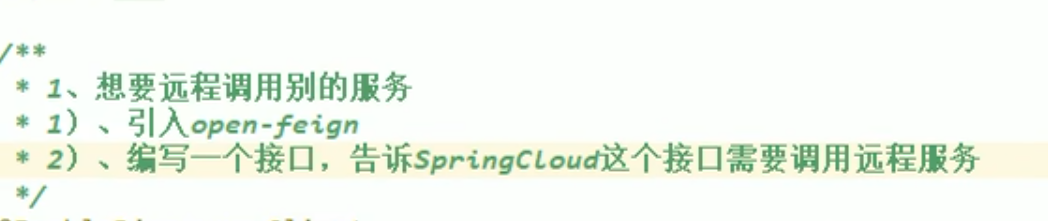 /**
* 1、想要远程调用别的服务
* 1）、引入open-feign
* 2）、编写一个接口，告诉SpringCloud这个接口需要调用远程服务
*/